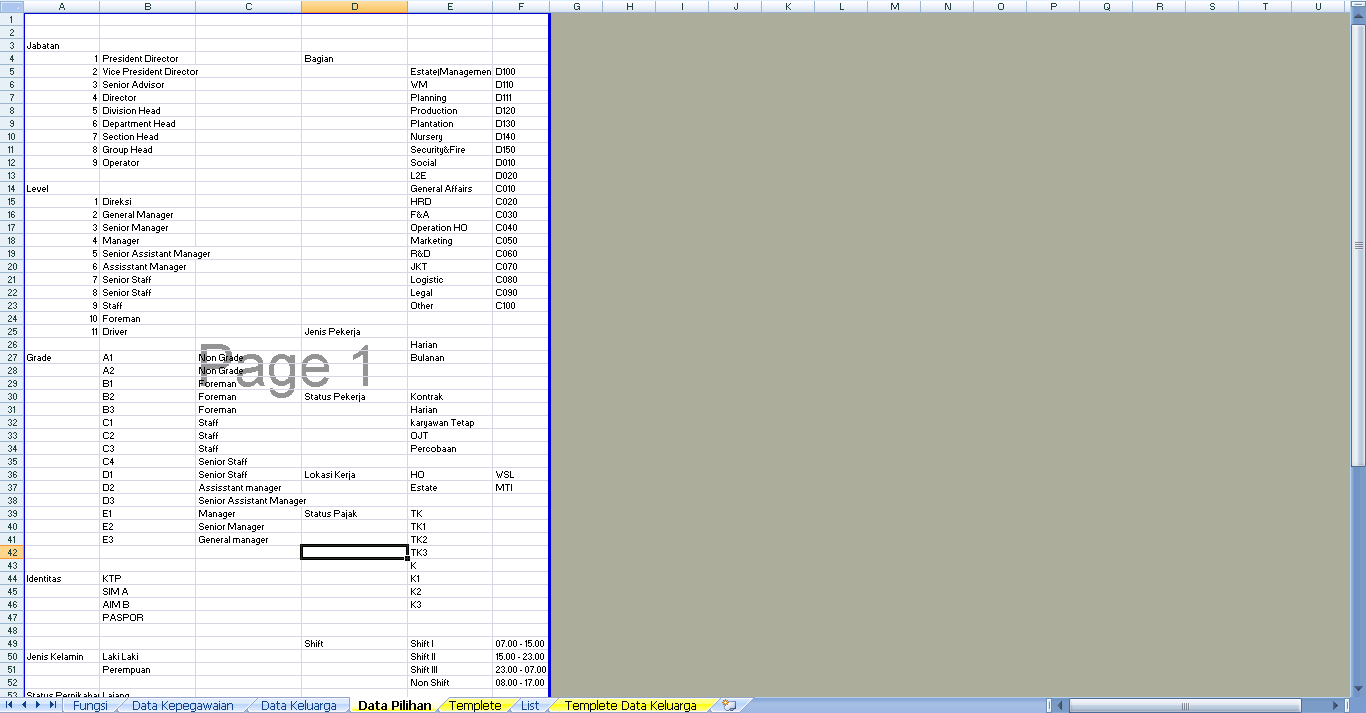 A B C D E F G H I J K L M N O P Q R S T U
1
2
3 Jabatan
4 1 President Director Bagian
5 2 Vice President Director Estate|Managemen D100
6 3 Senior Advisor WM D110
7 4 Director Planning D111
8 5 Division Head Production D120
9 6 Department Head Plantation D130
10 7 Section Head Nursery D140
11 8 Group Head Security&Fire D150
12 9 Operator Social D010
13 L2E D020
14 Level General Affairs C010
15 1 Direksi HRD C020
16 2 General Manager F&A C030
17 3 Senior Manager Operation HO C040
18 4 Manager Marketing C050
19 5 Senior Assistant Manager R&D C060
20 6 Assisstant Manager JKT C070
21 7 Senior Staff Logistic C080
22 8 Senior Staff Legal C090
23 9 Staff Other C100
24 10 Foreman
25 11 Driver Jenis Pekerja
26 Harian
27 Grade A1 Non Grade Bulanan
Page 1
28 A2 Non Grade
29 B1 Foreman
30 B2 Foreman Status Pekerja Kontrak
31 B3 Foreman Harian
32 C1 Staff karyawan Tetap
33 C2 Staff OJT
34 C3 Staff Percobaan
35 C4 Senior Staff
36 D1 Senior Staff Lokasi Kerja HO WSL
37 D2 Assisstant manager Estate MTI
38 D3 Senior Assistant Manager
39 E1 Manager Status Pajak TK
40 E2 Senior Manager TK1
41 E3 General manager TK2
42 TK3
43 K
44 Identitas KTP K1
45 SIM A K2
46 AIM B K3
47 PASPOR
48
49 Shift Shift I 07.00 - 15.00
50 Jenis Kelamin Laki Laki Shift II 15.00 - 23.00
51 Perempuan Shift III 23.00 - 07.00
52 Non Shift 08.00 - 17.00
53 Status Pernikahan Lajang
Fungsi Data Kepegawaian Data Keluarga Data Pilihan Templete List Templete Data Keluarga